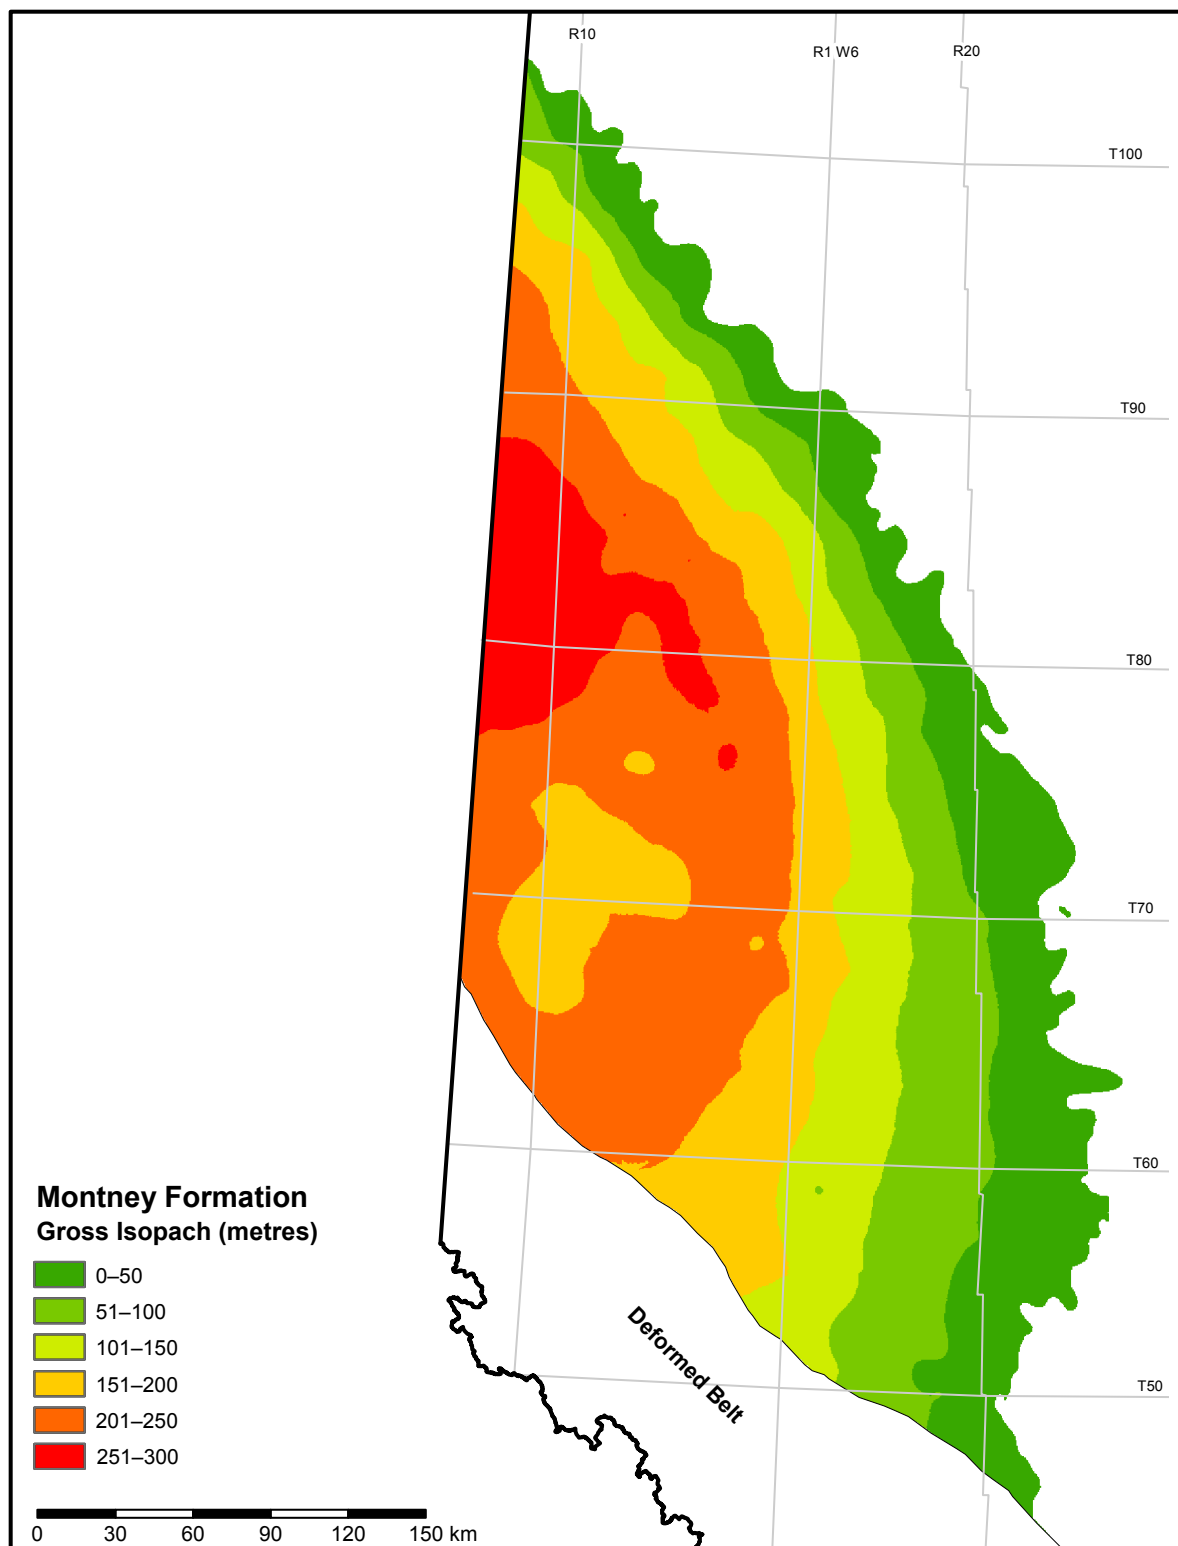 R10
R1 W6
R20
T100
T90
T80
T70
T60
T50
Deformed Belt
Montney Formation
Gross Isopach (metres)
0–50
51–100
101–150
151–200
201–250
251–300
0 30 60 90 120 150 km